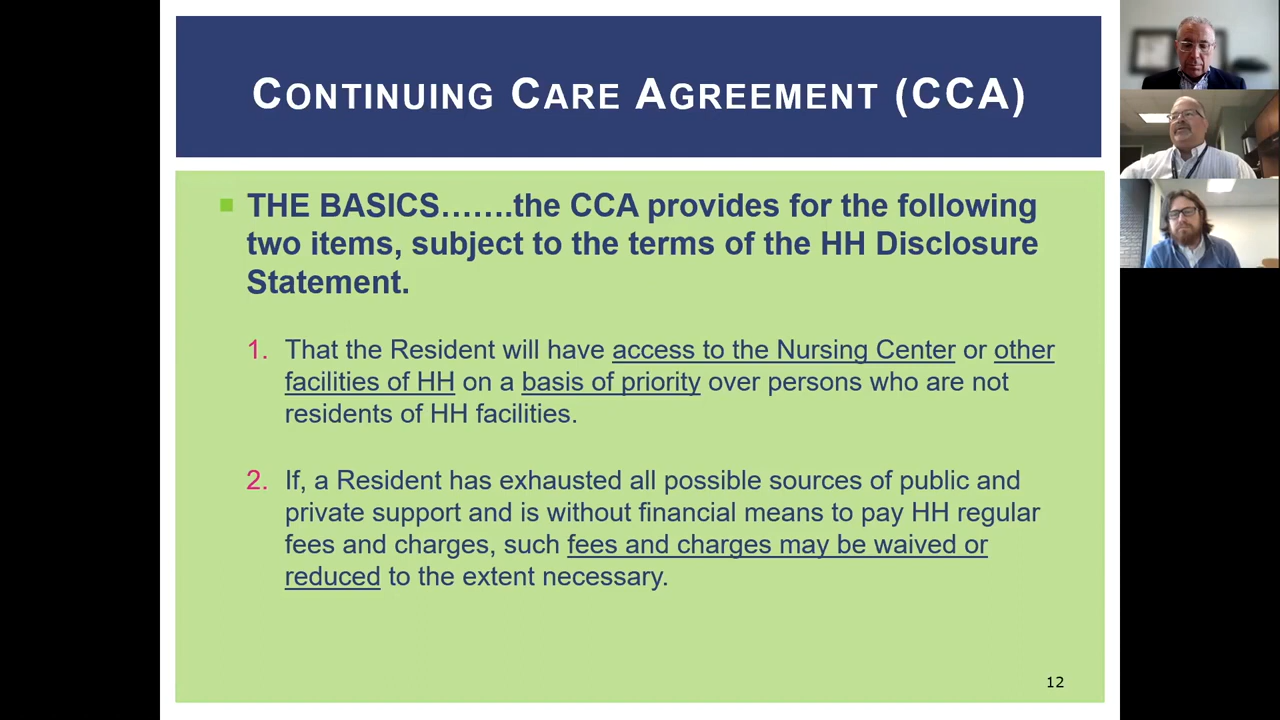 CONTINUING CARE AGREEMENT (CCA)
THE BASICS.......the CCA provides for the following
two items, subject to the terms of the HH Disclosure
Statement.
1. That the Resident will have access to the Nursing Center or other
facilities of HH on a basis of priority over persons who are not
residents of HH facilities.
2. If, a Resident has exhausted all possible sources of public and
private support and is without financial means to pay HH regular
fees and charges, such fees and charges may be waived or
reduced to the extent necessary.
12